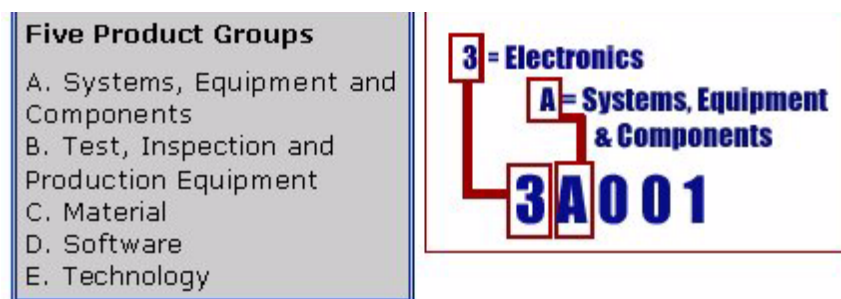 Five Product Groups
A. Systems, Equipment and
Components
B. Test, Inspection and
Production Equipment
C. Material
D. Software
E. Technology
3 = Electronics
A = Systems, Equipment
& Components
3A001